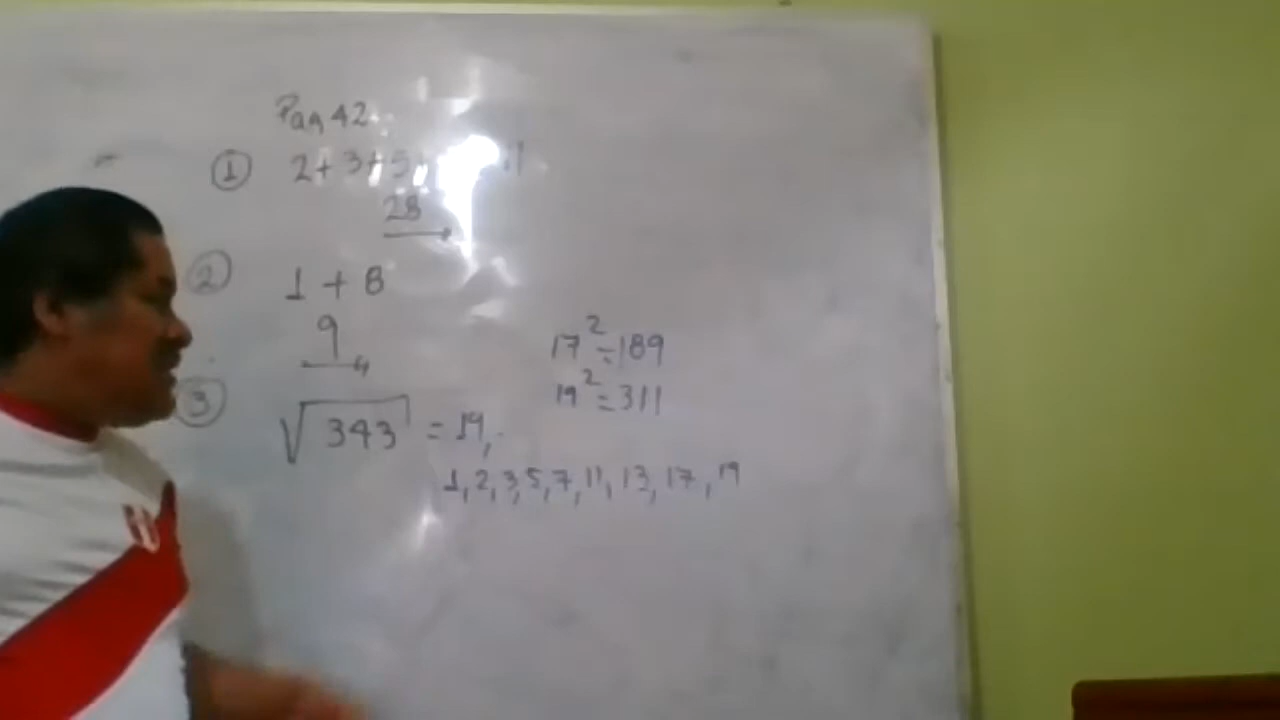 Pag 42
① 2+3+5+
28
② 1 + 8
9
17²=189
19²=311
③ √343 = 19,
1,2,3,5,7,11,13,17,19